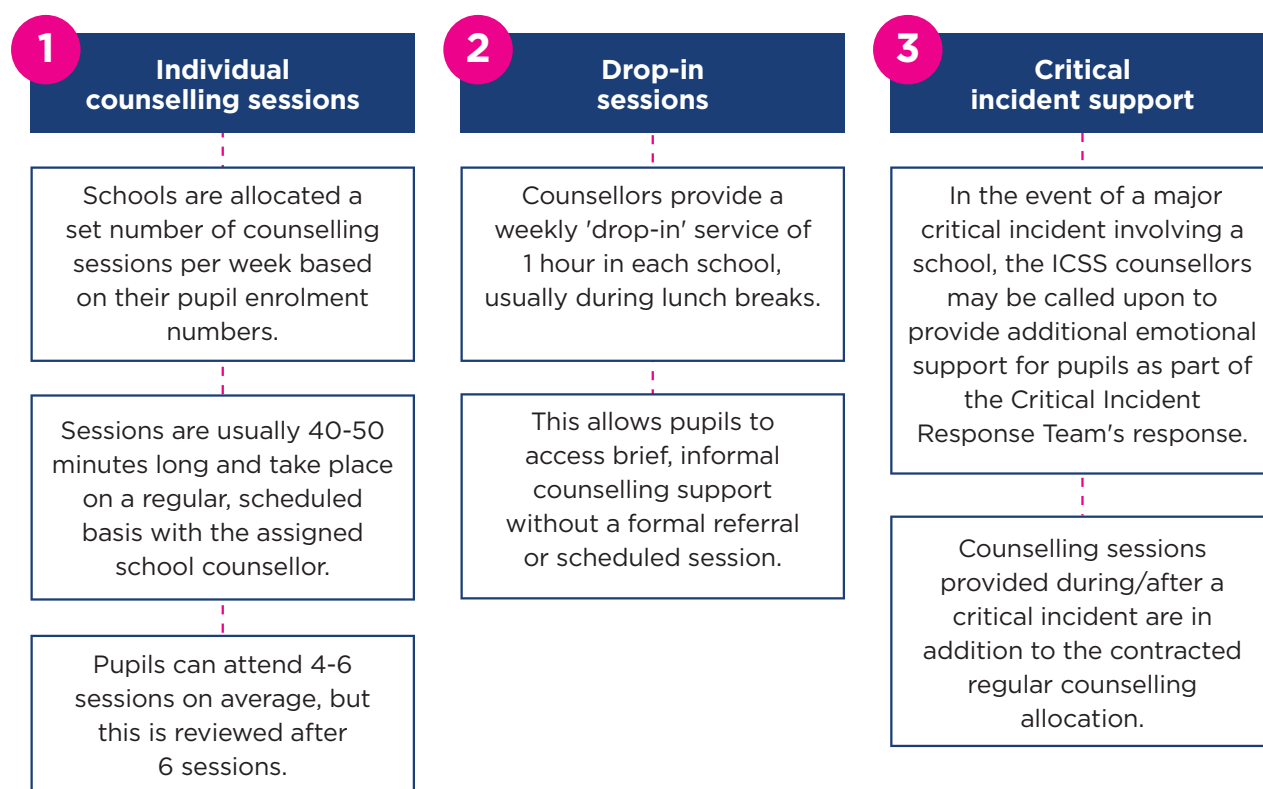 1
Individual
counselling sessions
Schools are allocated a
set number of counselling
sessions per week based
on their pupil enrolment
numbers.
Sessions are usually 40-50
minutes long and take place
on a regular, scheduled
basis with the assigned
school counsellor.
Pupils can attend 4-6
sessions on average, but
this is reviewed after
6 sessions.
2
Drop-in
sessions
Counsellors provide a
weekly 'drop-in' service of
1 hour in each school,
usually during lunch breaks.
This allows pupils to
access brief, informal
counselling support
without a formal referral
or scheduled session.
3
Critical
incident support
In the event of a major
critical incident involving a
school, the ICSS counsellors
may be called upon to
provide additional emotional
support for pupils as part of
the Critical Incident
Response Team's response.
Counselling sessions
provided during/after a
critical incident are in
addition to the contracted
regular counselling
allocation.